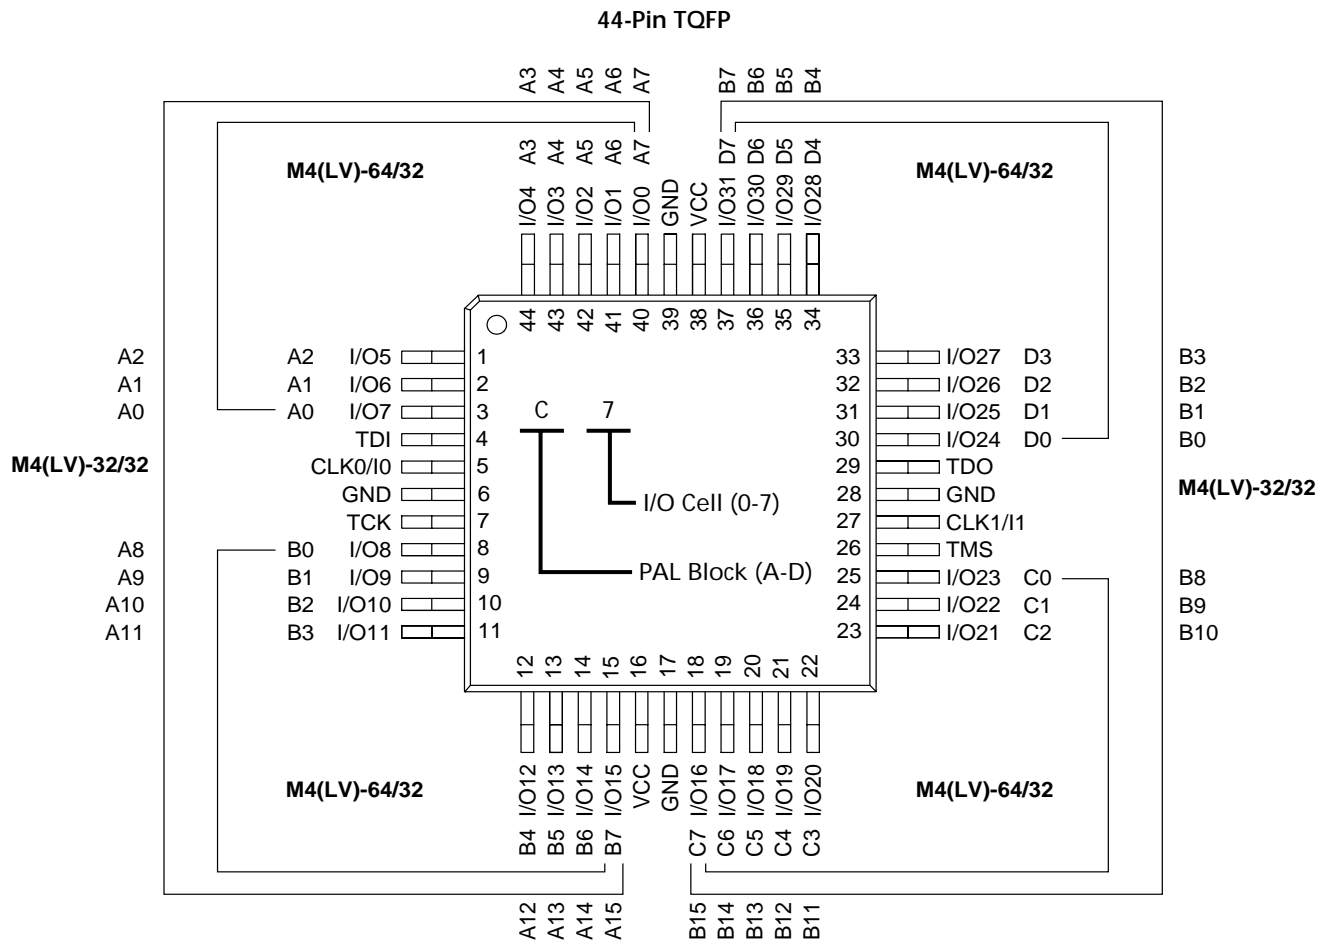 44-Pin TQFP
A3 A4 A5 A6 A7 B7 B6 B5 B4
A3 A4 A5 A6 A7 D7 D6 D5 D4
M4(LV)-64/32 M4(LV)-64/32
I/O4 I/O3 I/O2 I/O1 I/O0 GND VCC I/O31 I/O30 I/O29 I/O28
44 43 42 41 40 39 38 37 36 35 34
A2 A2 I/O5 1 33 I/O27 D3 B3
A1 A1 I/O6 2 32 I/O26 D2 B2
A0 A0 I/O7 3 C 7 31 I/O25 D1 B1
TDI 4 30 I/O24 D0 B0
M4(LV)-32/32 CLK0/I0 5 29 TDO
GND 6 I/O Cell (0-7) 28 GND M4(LV)-32/32
TCK 7 27 CLK1/I1
A8 B0 I/O8 8 26 TMS
A9 B1 I/O9 9 PAL Block (A-D) 25 I/O23 C0 B8
A10 B2 I/O10 10 24 I/O22 C1 B9
A11 B3 I/O11 11 23 I/O21 C2 B10
12 13 14 15 16 17 18 19 20 21 22
I/O12 I/O13 I/O14 I/O15 VCC GND I/O16 I/O17 I/O18 I/O19 I/O20
M4(LV)-64/32 M4(LV)-64/32
B4 B5 B6 B7 C7 C6 C5 C4 C3
A12 A13 A14 A15 B15 B14 B13 B12 B11